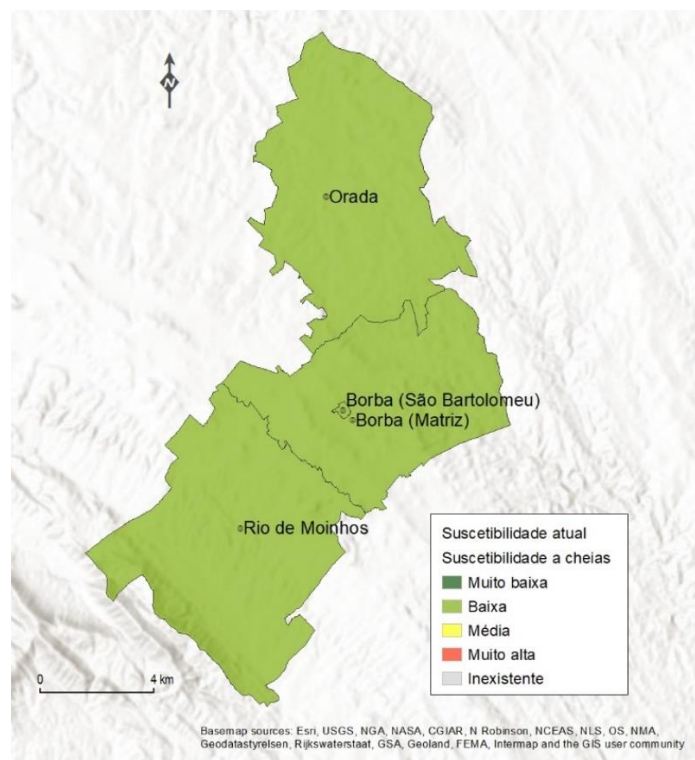 N
Orada
Borba (São Bartolomeu)
Borba (Matriz)
Rio de Moinhos
Suscetibilidade atual
Suscetibilidade a cheias
Muito baixa
Baixa
Média
Muito alta
Inexistente
0 4 km
Basemap sources: Esri, USGS, NGA, NASA, CGIAR, N Robinson, NCEAS, NLS, OS, NMA,
Geodatastyrelsen, Rijkswaterstaat, GSA, Geoland, FEMA, Intermap and the GIS user community